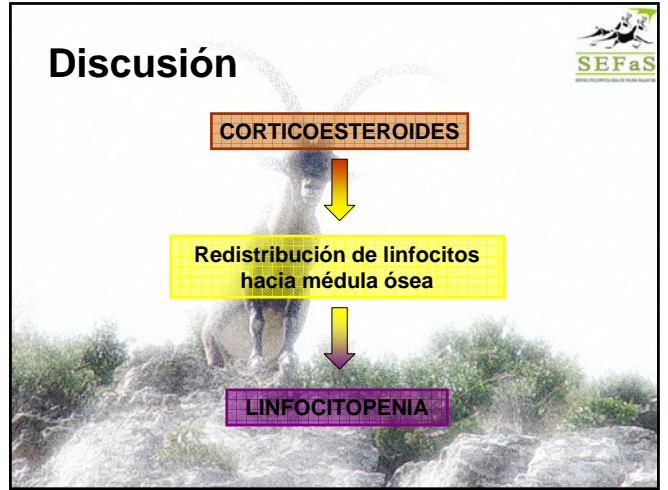 Discusión
SEFaS
CORTICOESTEROIDES
Redistribución de linfocitos
hacia médula ósea
LINFOCITOPENIA